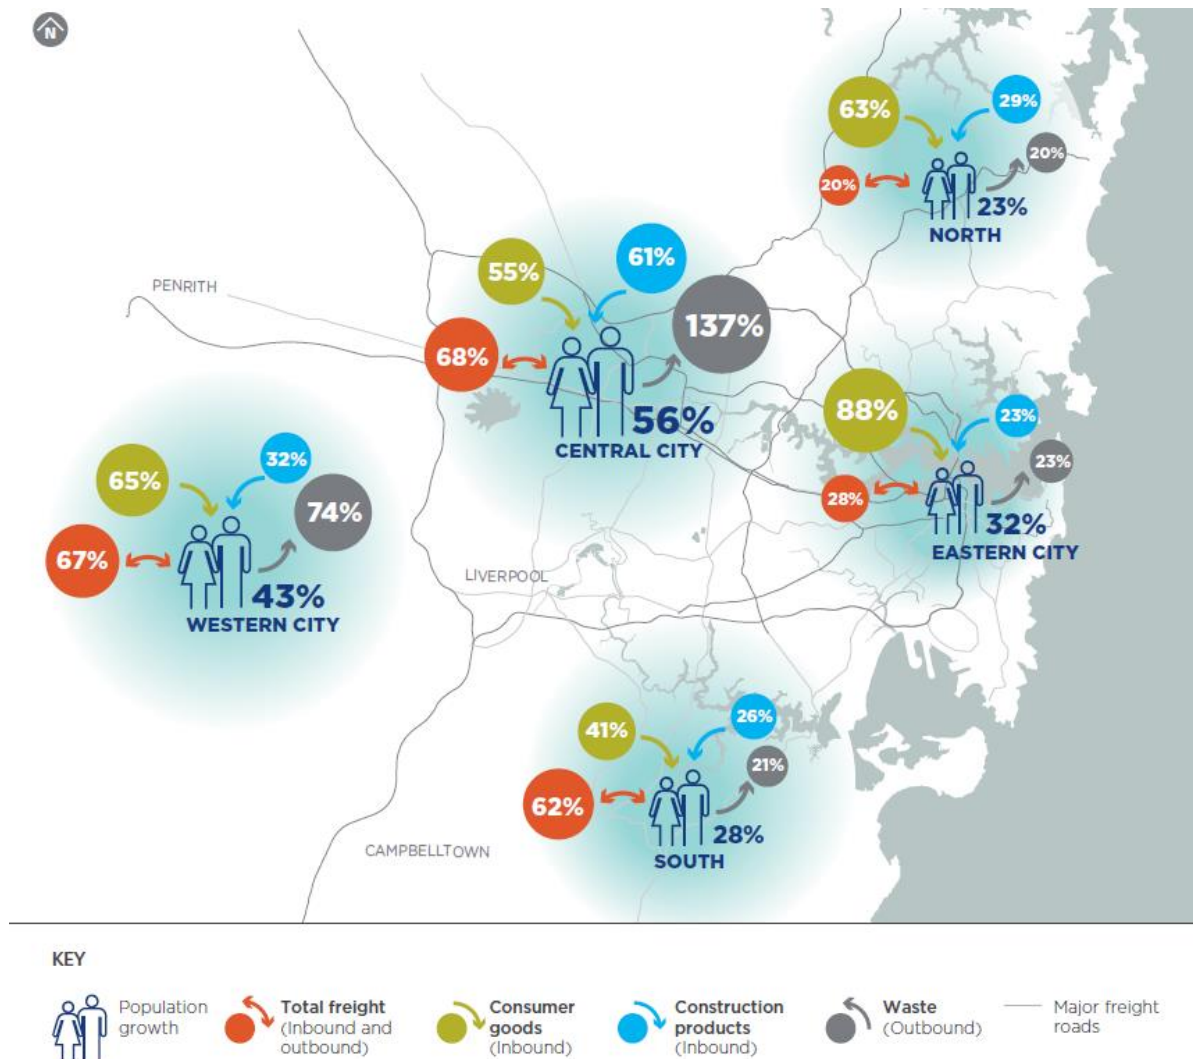 N
63%
29%
20%
20%
23%
NORTH
PENRITH
55%
61%
137%
68%
56%
CENTRAL CITY
88%
23%
23%
28%
32%
EASTERN CITY
65%
32%
74%
67%
43%
WESTERN CITY
LIVERPOOL
41%
26%
21%
62%
28%
SOUTH
CAMPBELLTOWN
KEY
Population
growth
Total freight
(Inbound and
outbound)
Consumer
goods
(Inbound)
Construction
products
(Inbound)
Waste
(Outbound)
Major freight
roads